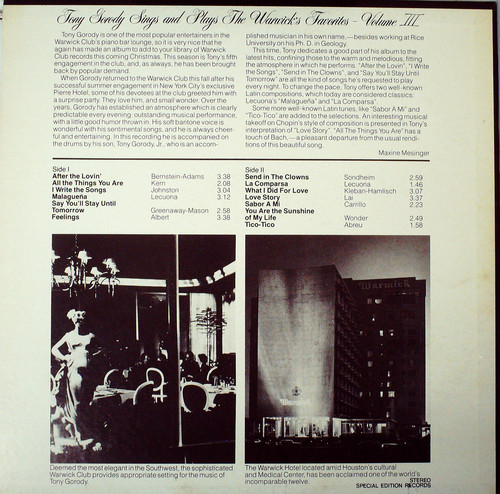 Tony Gorody Sings and Plays The Warwick's Favorites - Volume III
Tony Gorody is one of the most popular entertainers in the
Warwick Club's piano bar lounge, so it is very nice that he
again has made an album to add to your library of Warwick
Club records this coming Christmas. This season is Tony's fifth
engagement in the club, and, as always, he has been brought
back by popular demand.
When Gorody returned to the Warwick Club this fall after his
successful summer engagement in New York City's exclusive
Pierre Hotel, some of his devotees at the club greeted him with
a surprise party. They love him, and small wonder. Over the
years, Gorody has established an atmosphere which is clearly
predictable every evening: outstanding musical performance,
with a little good humor thrown in. His soft baritone voice is
wonderful with his sentimental songs, and he is always cheer-
ful and entertaining. In this recording he is accompanied on
the drums by his son, Tony Gorody, Jr., who is an accom-
plished musician in his own name, — besides working at Rice
University on his Ph. D. in Geology.
This time, Tony dedicates a good part of his album to the
latest hits, confining those to the warm and melodious, fitting
the atmosphere in which he performs. "After the Lovin", "I Write
the Songs", "Send in The Clowns", and "Say You'll Stay Until
Tomorrow" are all the kind of songs he's requested to play
every night. To change the pace, Tony offers two well-known
Latin compositions, which today are considered classics:
Lecuona's "Malagueña" and "La Comparsa".
Some more well-known Latin tunes, like "Sabor A Mi" and
"Tico-Tico" are added to the selections. An interesting musical
takeoff on Chopin's style of composition is presented in Tony's
interpretation of "Love Story". "All The Things You Are" has a
touch of Bach, — a pleasant departure from the usual rendi-
tions of this beautiful song.
Maxine Mesinger
Side I
After the Lovin' Bernstein-Adams 3.38
All the Things You Are Kern 2.08
I Write the Songs Johnston 3.04
Malagueña Lecuona 3.12
Say You'll Stay Until
Tomorrow Greenaway-Mason 2.58
Feelings Albert 3.38
Side II
Send in The Clowns Sondheim 2.59
La Comparsa Lecuona 1.46
What I Did For Love Kleban-Hamlisch 3.07
Love Story Lai 3.37
Sabor A Mi Carrillo 2.23
You Are the Sunshine
of My Life Wonder 2.49
Tico-Tico Abreu 1.58
Warwick
Warwick
Deemed the most elegant in the Southwest, the sophisticated
Warwick Club provides appropriate setting for the music of
Tony Gorody.
The Warwick Hotel located amid Houston's cultural
and Medical Center, has been acclaimed one of the world's
incomparable twelve.
STEREO
SPECIAL EDITION RECORDS